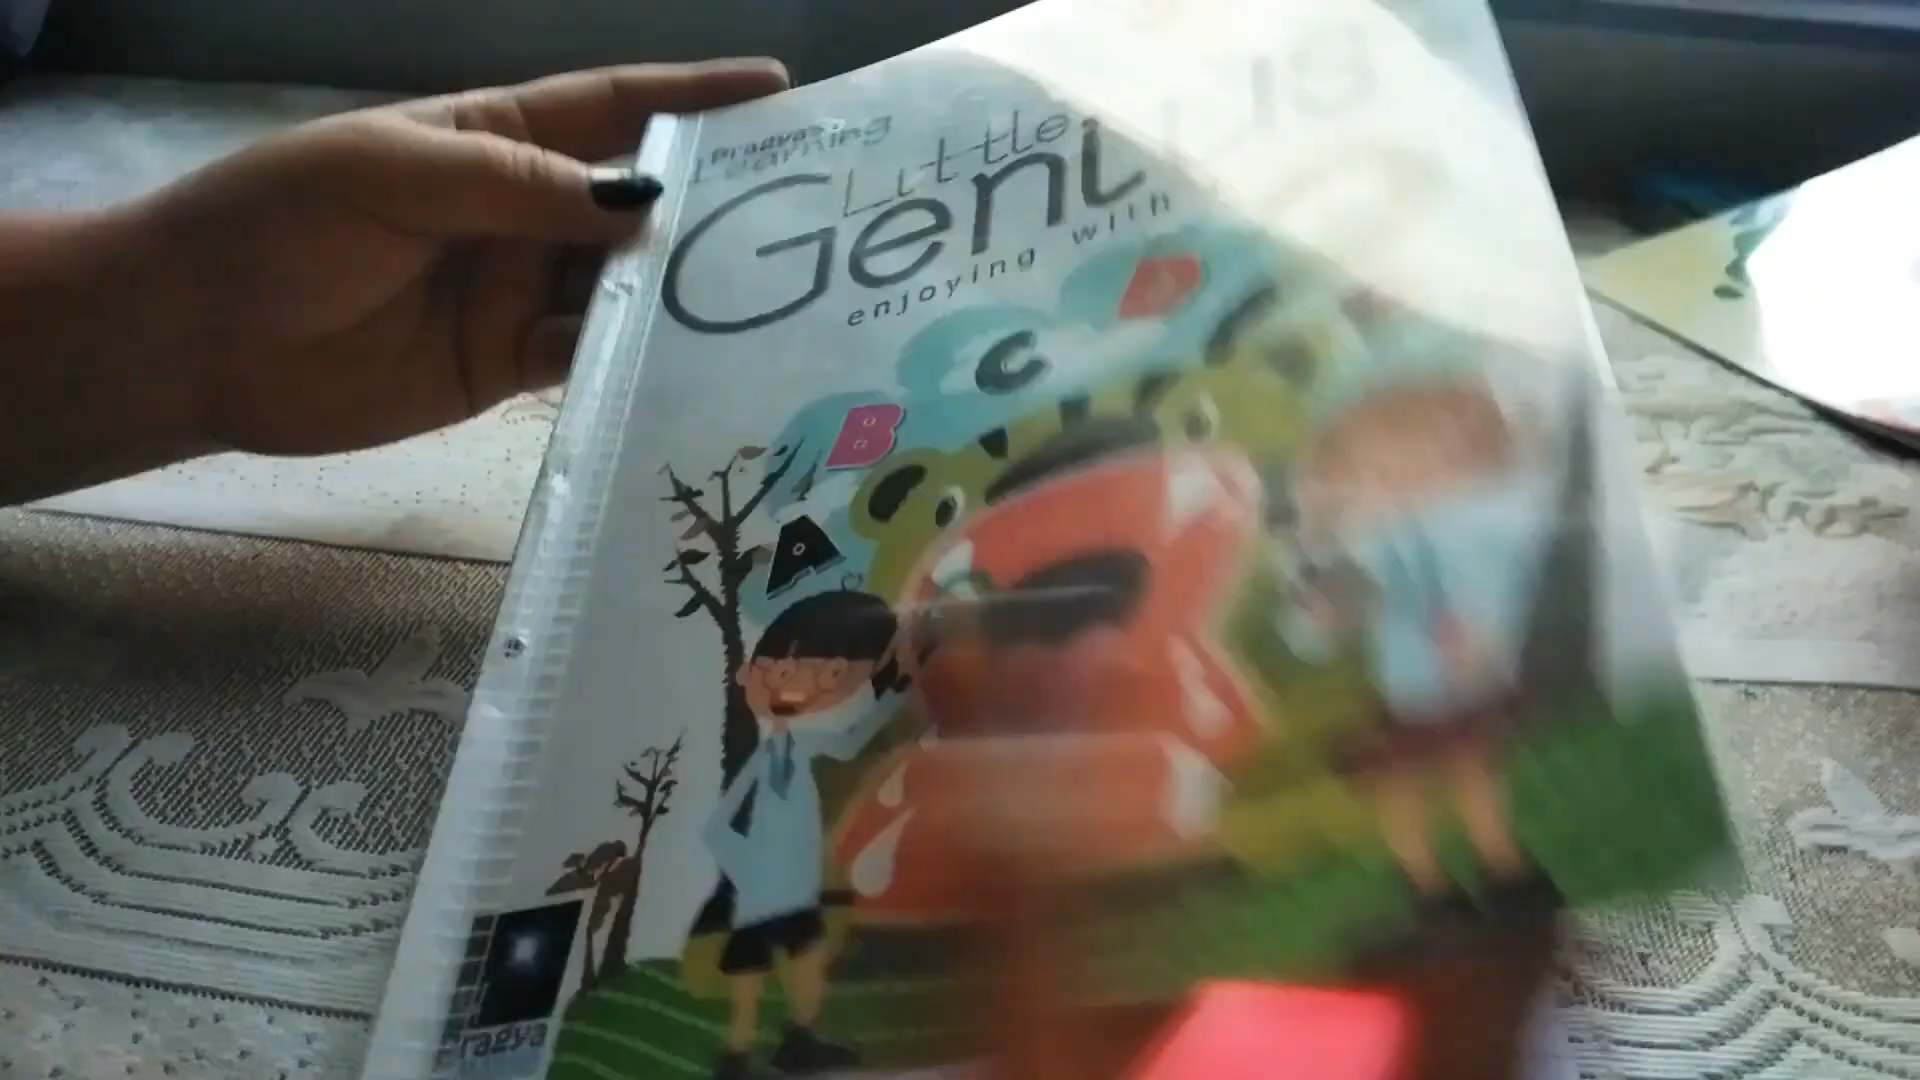 Pragya's
Learning
Little
Geni
enjoying with
A
B
C
D
Pragya